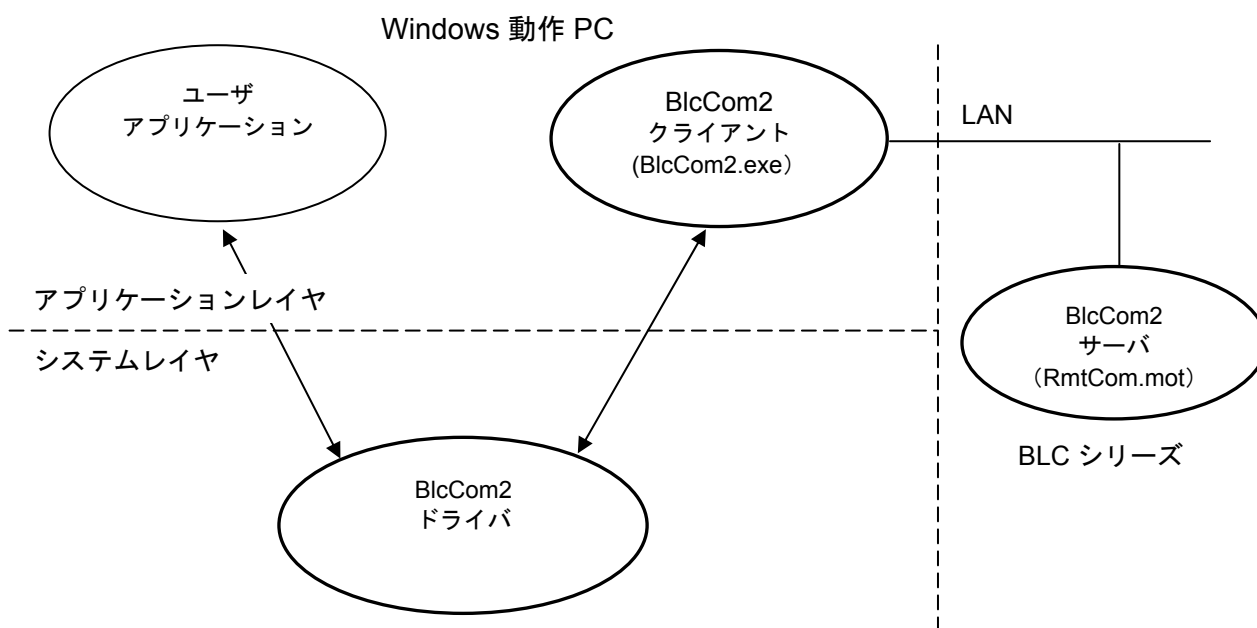 Windows 動作 PC
ユーザ
アプリケーション
BlcCom2
クライアント
(BlcCom2.exe）
LAN
アプリケーションレイヤ
システムレイヤ
BlcCom2
サーバ
（RmtCom.mot）
BLC シリーズ
BlcCom2
ドライバ